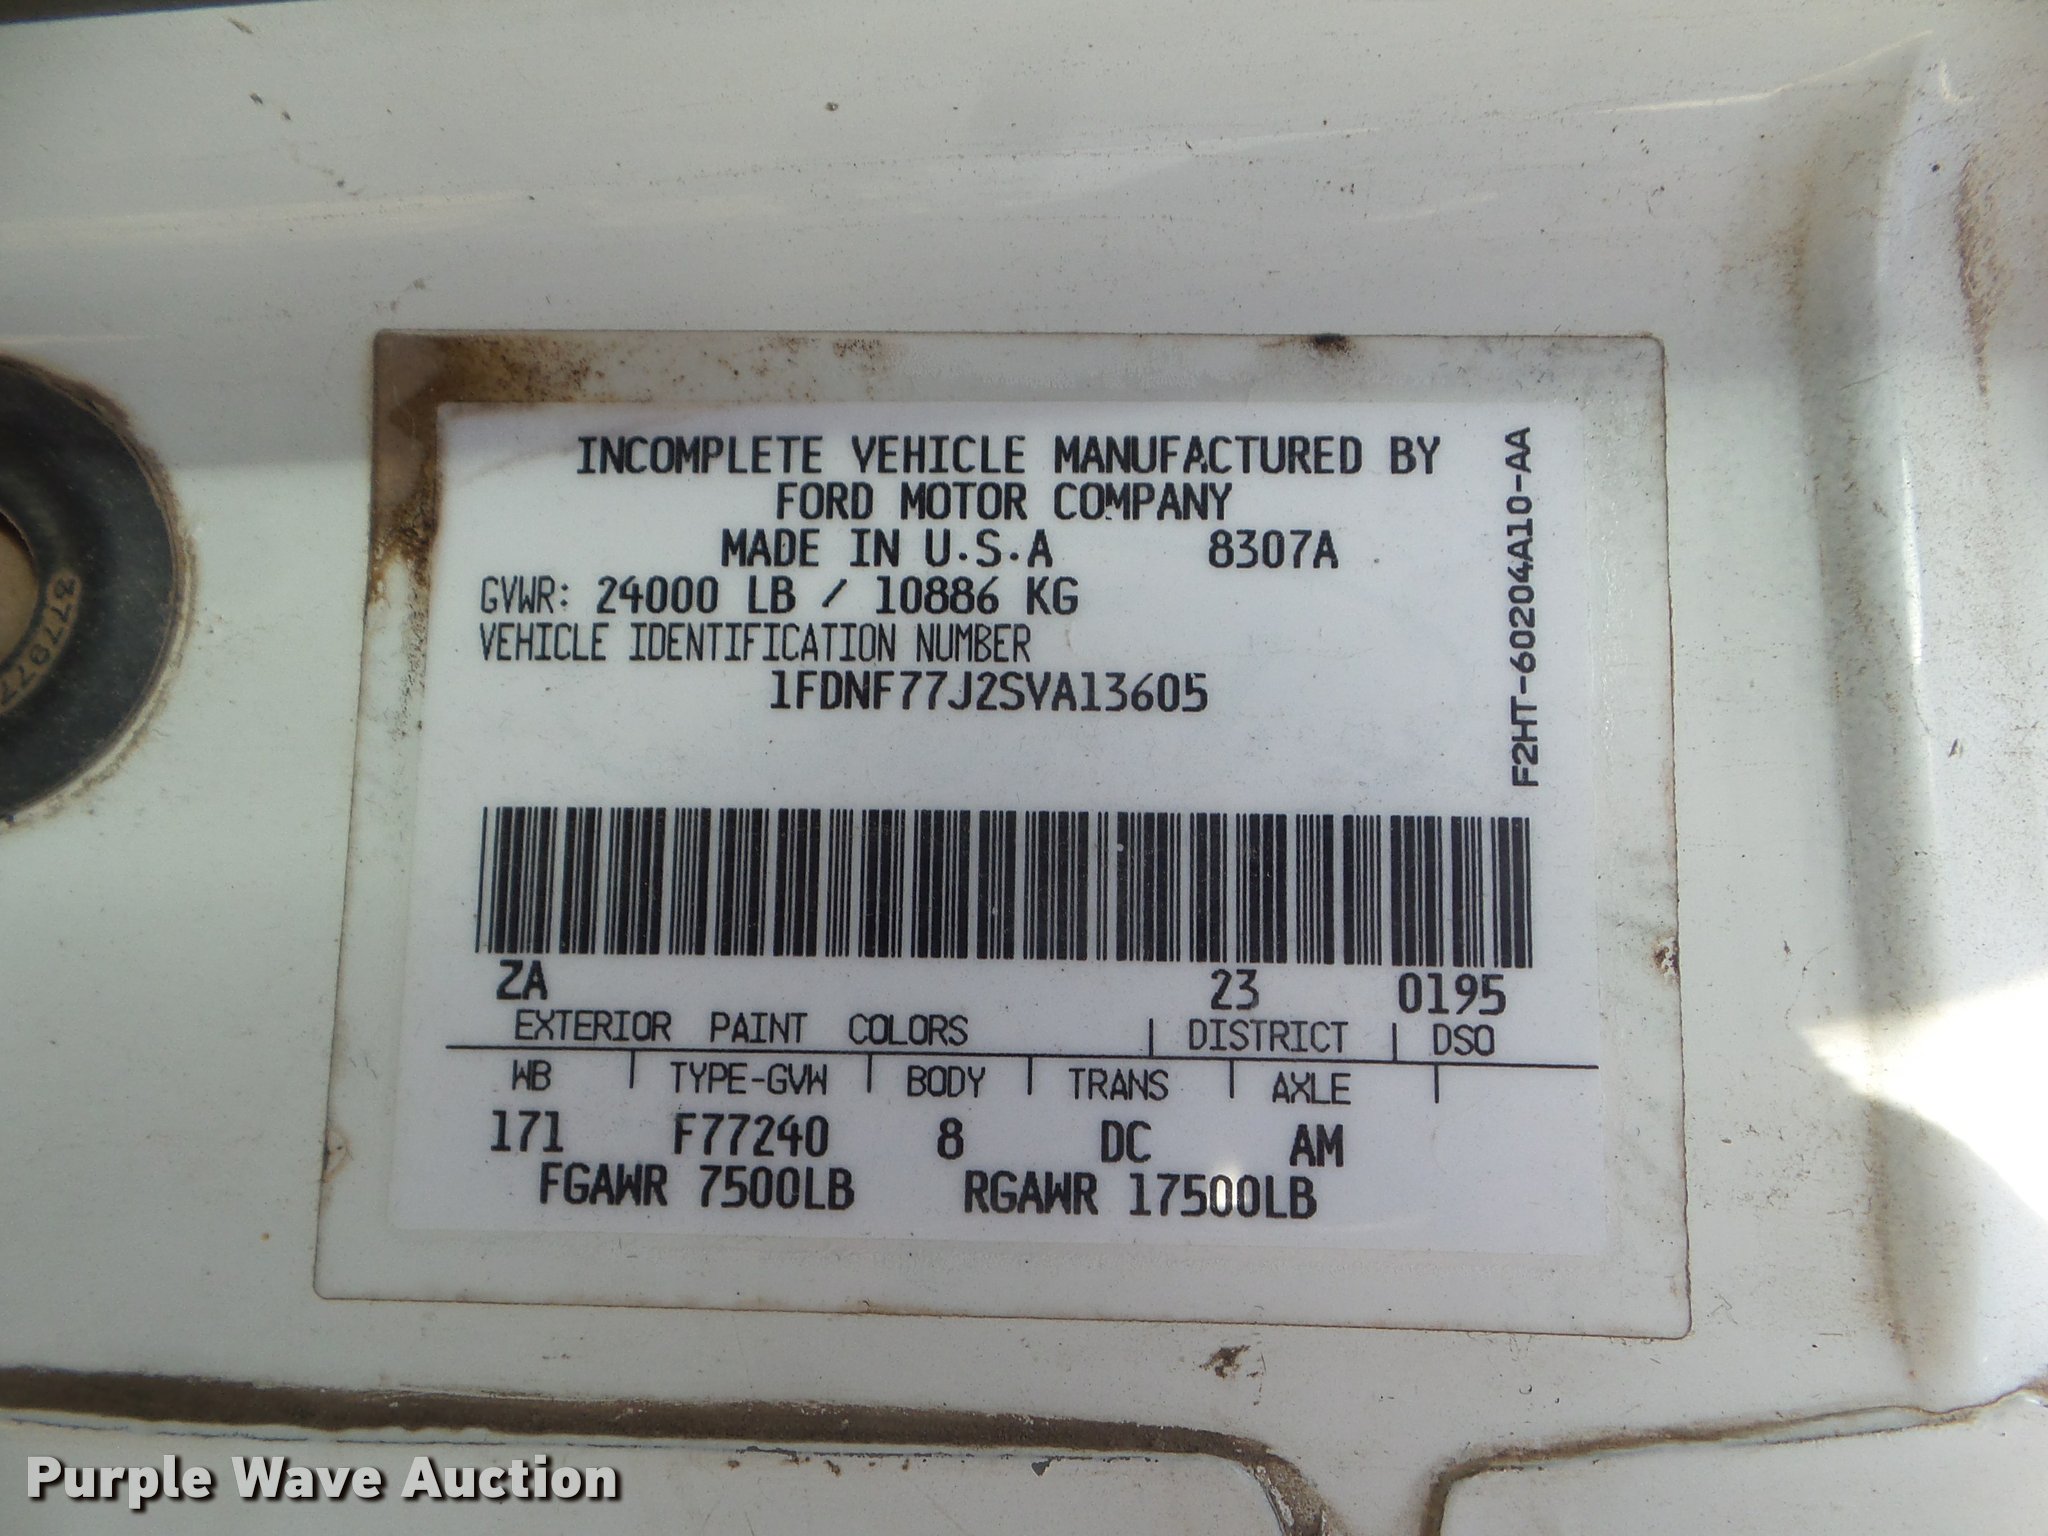 INCOMPLETE VEHICLE MANUFACTURED BY
FORD MOTOR COMPANY
MADE IN U.S.A 8307A
GVWR: 24000 LB / 10886 KG
VEHICLE IDENTIFICATION NUMBER
1FDNF77J2SVA13605
F2HT-60204A10-AA
ZA 23 0195
EXTERIOR PAINT COLORS | DISTRICT | DSO
WB | TYPE-GVW | BODY | TRANS | AXLE |
171 F77240 8 DC AM
FGAWR 7500LB RGAWR 17500LB
377977
Purple Wave Auction